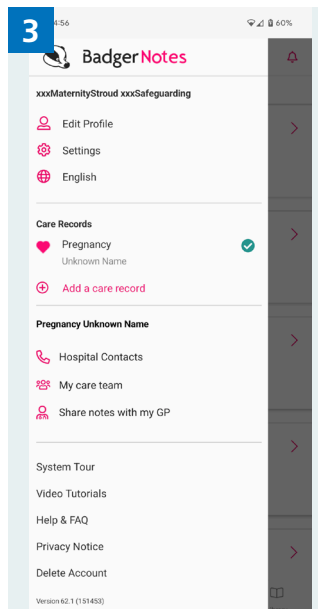 3
4:56
60%
BadgerNotes
xxxMaternityStroud xxxSafeguarding
Edit Profile
Settings
English
Care Records
Pregnancy
Unknown Name
Add a care record
Pregnancy Unknown Name
Hospital Contacts
My care team
Share notes with my GP
System Tour
Video Tutorials
Help & FAQ
Privacy Notice
Delete Account
Version 62.1 (151453)